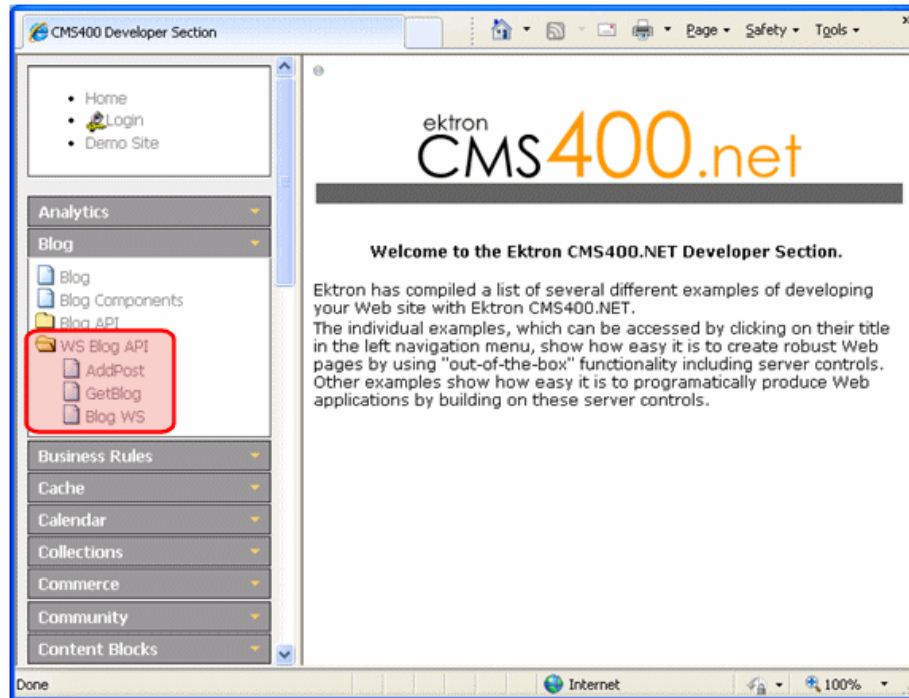 CMS400 Developer Section
Page
Safety
Tools
»
Home
Login
Demo Site
Analytics
Blog
Blog
Blog Components
Blog API
WS Blog API
AddPost
GetBlog
Blog WS
Business Rules
Cache
Calendar
Collections
Commerce
Community
Content Blocks
ektron
CMS400.net
Welcome to the Ektron CMS400.NET Developer Section.
Ektron has compiled a list of several different examples of developing
your Web site with Ektron CMS400.NET.
The individual examples, which can be accessed by clicking on their title
in the left navigation menu, show how easy it is to create robust Web
pages by using "out-of-the-box" functionality including server controls.
Other examples show how easy it is to programatically produce Web
applications by building on these server controls.
Done
Internet
100%